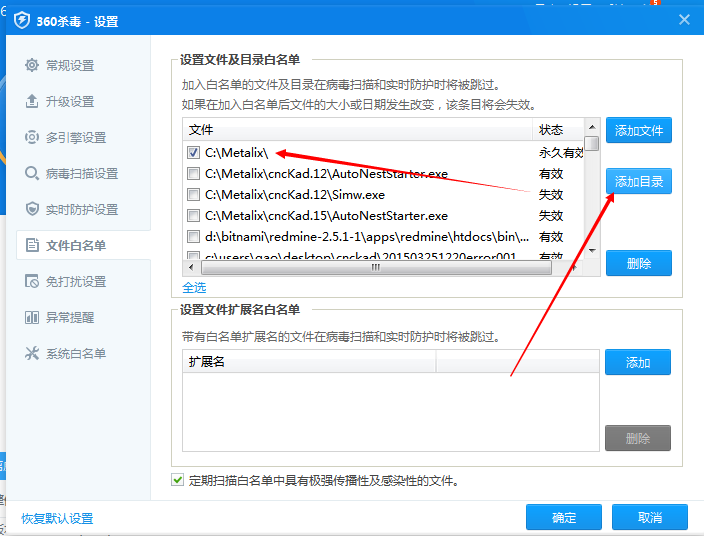 360杀毒 - 设置
5
常规设置
升级设置
多引擎设置
病毒扫描设置
实时防护设置
文件白名单
免打扰设置
异常提醒
系统白名单
恢复默认设置
设置文件及目录白名单
加入白名单的文件及目录在病毒扫描和实时防护时将被跳过。
如果在加入白名单后文件的大小或日期发生改变，该条目将会失效。
文件 状态
C:\Metalix\ 永久有效
C:\Metalix\cncKad.12\AutoNestStarter.exe 有效
C:\Metalix\cncKad.12\Simw.exe 失效
C:\Metalix\cncKad.15\AutoNestStarter.exe 失效
d:\bitnami\redmine-2.5.1-1\apps\redmine\htdocs\bin\... 有效
c:\users\gao\desktop\cnckad\201503251220error001 有效
添加文件
添加目录
删除
全选
设置文件扩展名白名单
带有白名单扩展名的文件在病毒扫描和实时防护时将被跳过。
扩展名
添加
删除
定期扫描白名单中具有极强传播性及感染性的文件。
确定
取消